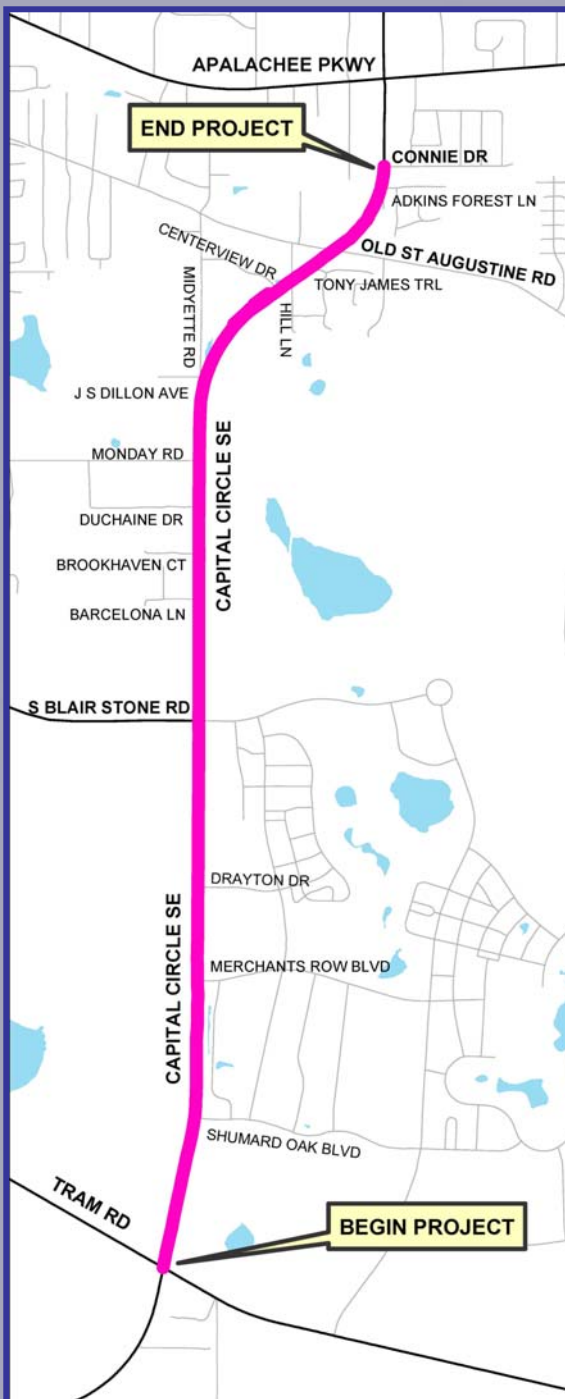 APALACHEE PKWY
END PROJECT
CONNIE DR
ADKINS FOREST LN
CENTERVIEW DR
OLD ST AUGUSTINE RD
MIDYETTE RD
HILL LN
TONY JAMES TRL
J S DILLON AVE
MONDAY RD
CAPITAL CIRCLE SE
DUCHAINE DR
BROOKHAVEN CT
BARCELONA LN
S BLAIR STONE RD
DRAYTON DR
CAPITAL CIRCLE SE
MERCHANTS ROW BLVD
SHUMARD OAK BLVD
TRAM RD
BEGIN PROJECT